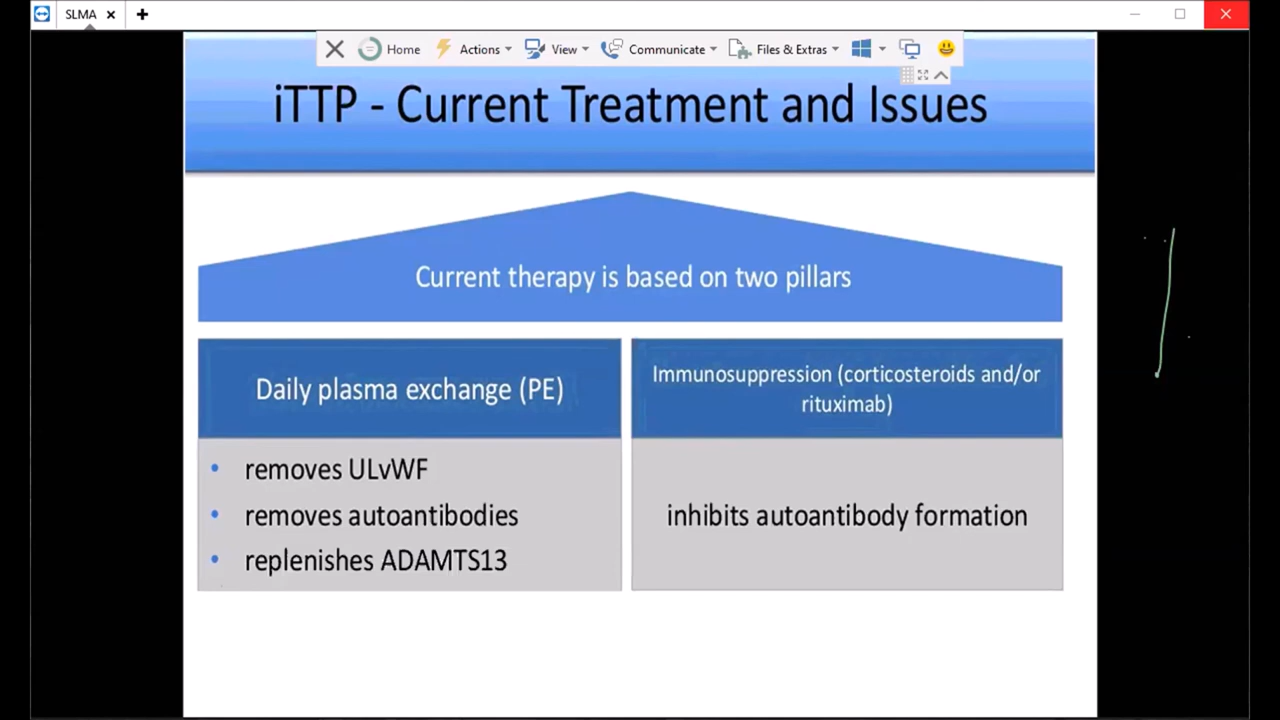 SLMA
Home Actions View Communicate Files & Extras
iTTP - Current Treatment and Issues
Current therapy is based on two pillars
Daily plasma exchange (PE)
• removes ULvWF
• removes autoantibodies
• replenishes ADAMTS13
Immunosuppression (corticosteroids and/or
rituximab)
inhibits autoantibody formation